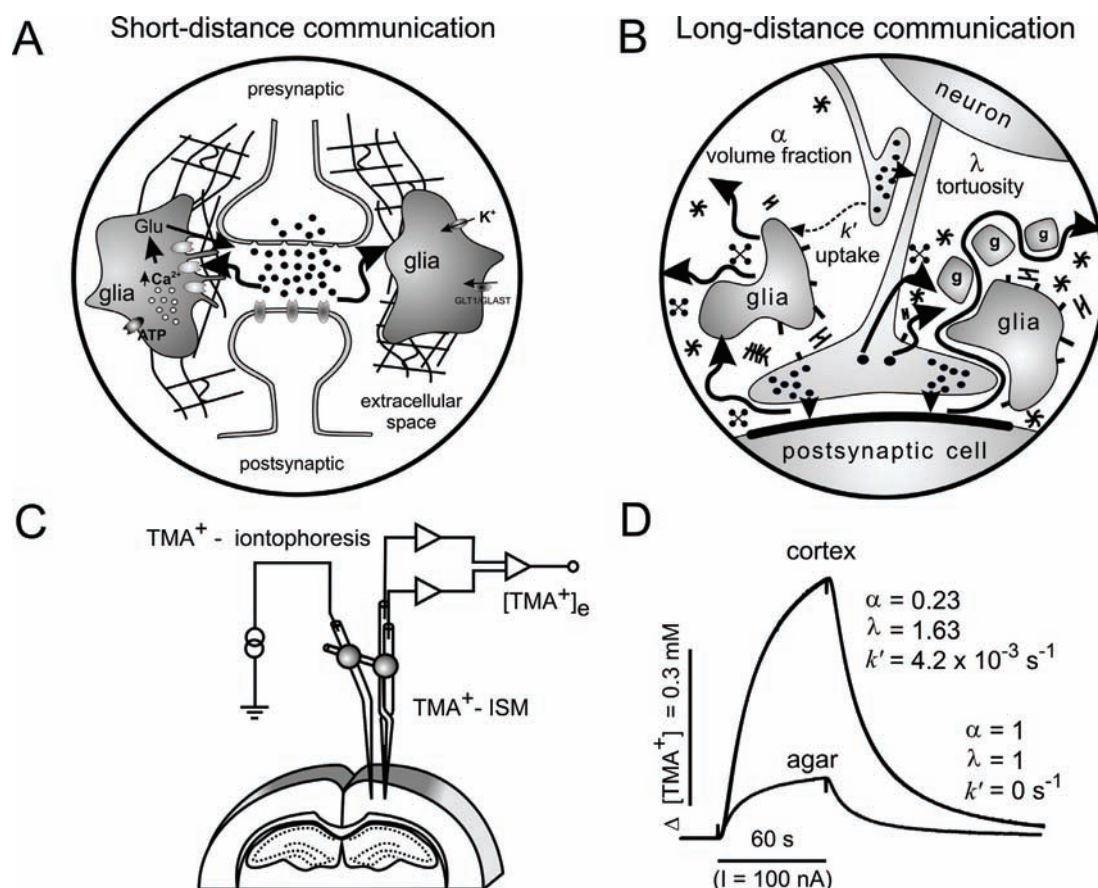 A
Short-distance communication
presynaptic
Glu
Ca²⁺
glia
ATP
K⁺
glia
GLT1/GLAST
extracellular
space
postsynaptic
B
Long-distance communication
neuron
α
volume fraction
λ
tortuosity
k′
uptake
g
g
g
glia
glia
postsynaptic cell
C
TMA⁺ - iontophoresis
[TMA⁺]e
TMA⁺- ISM
D
cortex
α = 0.23
λ = 1.63
k′ = 4.2 x 10⁻³ s⁻¹
Δ [TMA⁺] = 0.3 mM
agar
α = 1
λ = 1
k′ = 0 s⁻¹
60 s
(I = 100 nA)